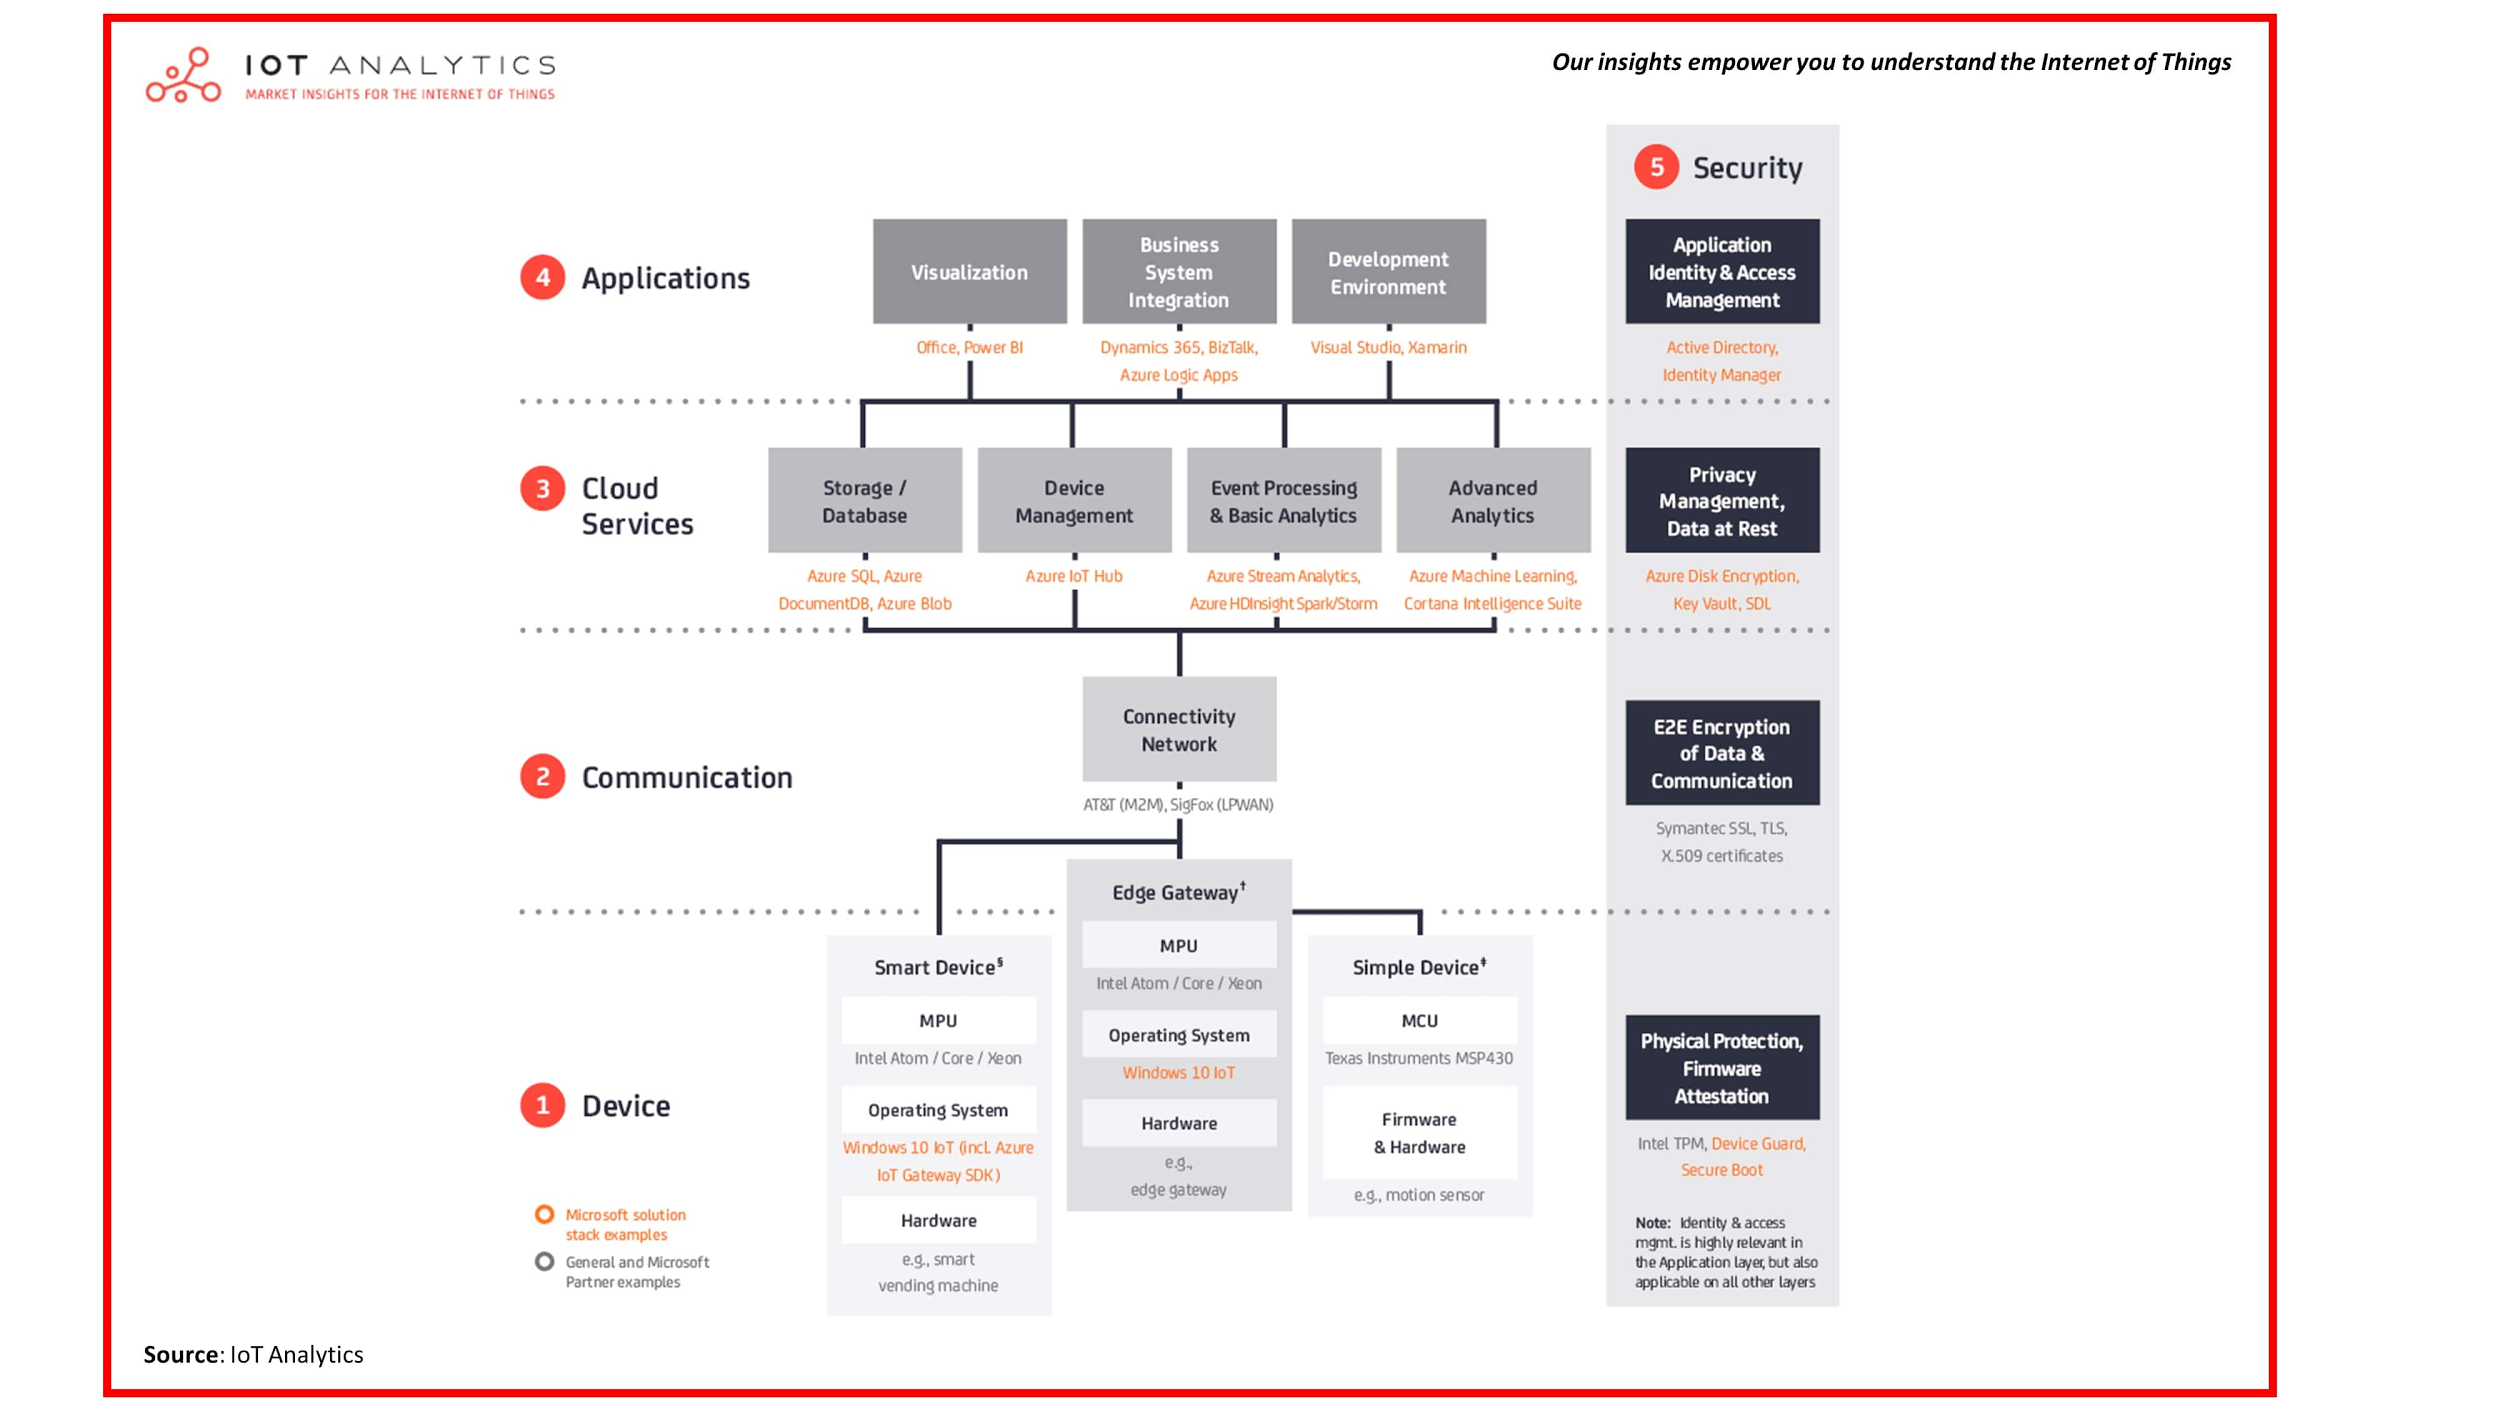 IOT ANALYTICS
MARKET INSIGHTS FOR THE INTERNET OF THINGS
Our insights empower you to understand the Internet of Things
5 Security
4 Applications
Visualization
Office, Power BI
Business
System
Integration
Dynamics 365, BizTalk,
Azure Logic Apps
Development
Environment
Visual Studio, Xamarin
Application
Identity & Access
Management
Active Directory,
Identity Manager
3 Cloud
Services
Storage /
Database
Azure SQL, Azure
DocumentDB, Azure Blob
Device
Management
Azure IoT Hub
Event Processing
& Basic Analytics
Azure Stream Analytics,
Azure HDInsight Spark/Storm
Advanced
Analytics
Azure Machine Learning,
Cortana Intelligence Suite
Privacy
Management,
Data at Rest
Azure Disk Encryption,
Key Vault, SDL
2 Communication
Connectivity
Network
AT&T (M2M), SigFox (LPWAN)
E2E Encryption
of Data &
Communication
Symantec SSL, TLS,
X.509 certificates
1 Device
Smart Device§
MPU
Intel Atom / Core / Xeon
Operating System
Windows 10 IoT (incl. Azure
IoT Gateway SDK)
Hardware
e.g., smart
vending machine
Edge Gateway†
MPU
Intel Atom / Core / Xeon
Operating System
Windows 10 IoT
Hardware
e.g.,
edge gateway
Simple Device‡
MCU
Texas Instruments MSP430
Firmware
& Hardware
e.g., motion sensor
Physical Protection,
Firmware
Attestation
Intel TPM, Device Guard,
Secure Boot
Note: Identity & access
mgmt. is highly relevant in
the Application layer, but also
applicable on all other layers
Microsoft solution
stack examples
General and Microsoft
Partner examples
Source: IoT Analytics